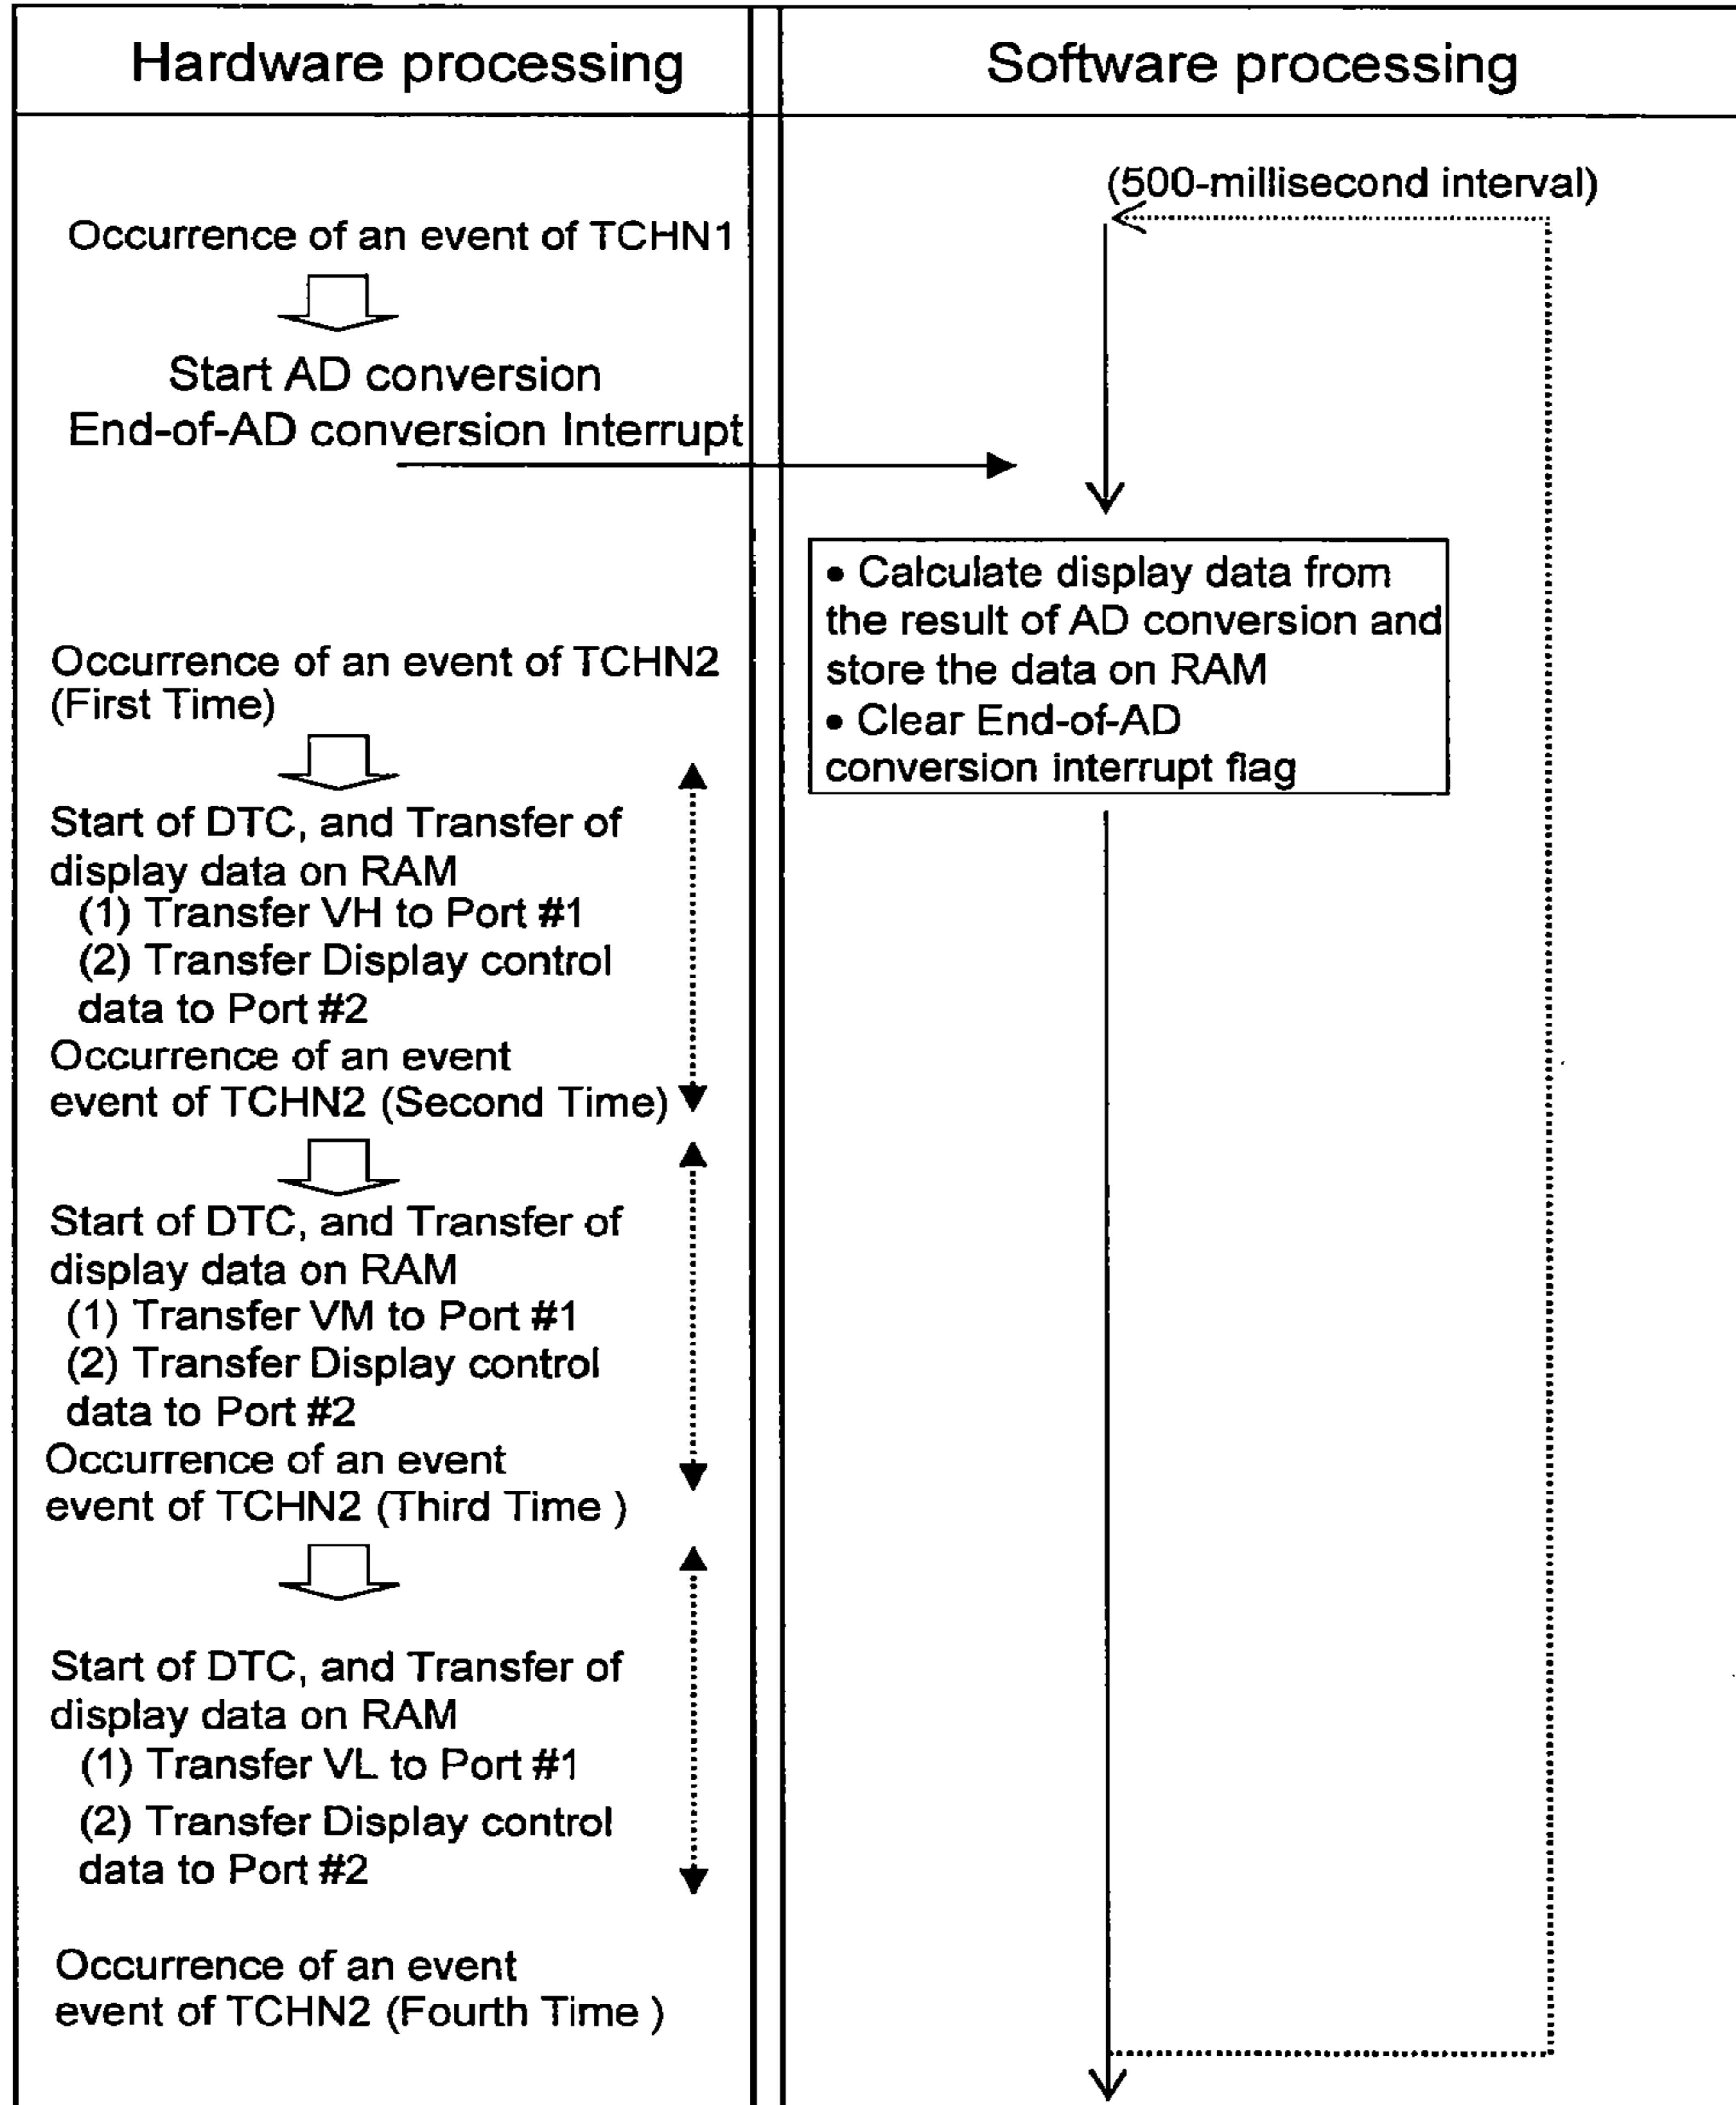 Hardware processing
Software processing
(500-millisecond interval)
Occurrence of an event of TCHN1
Start AD conversion
End-of-AD conversion Interrupt
• Calculate display data from
the result of AD conversion and
store the data on RAM
• Clear End-of-AD
conversion interrupt flag
Occurrence of an event of TCHN2
(First Time)
Start of DTC, and Transfer of
display data on RAM
(1) Transfer VH to Port #1
(2) Transfer Display control
data to Port #2
Occurrence of an event
event of TCHN2 (Second Time)
Start of DTC, and Transfer of
display data on RAM
(1) Transfer VM to Port #1
(2) Transfer Display control
data to Port #2
Occurrence of an event
event of TCHN2 (Third Time )
Start of DTC, and Transfer of
display data on RAM
(1) Transfer VL to Port #1
(2) Transfer Display control
data to Port #2
Occurrence of an event
event of TCHN2 (Fourth Time )